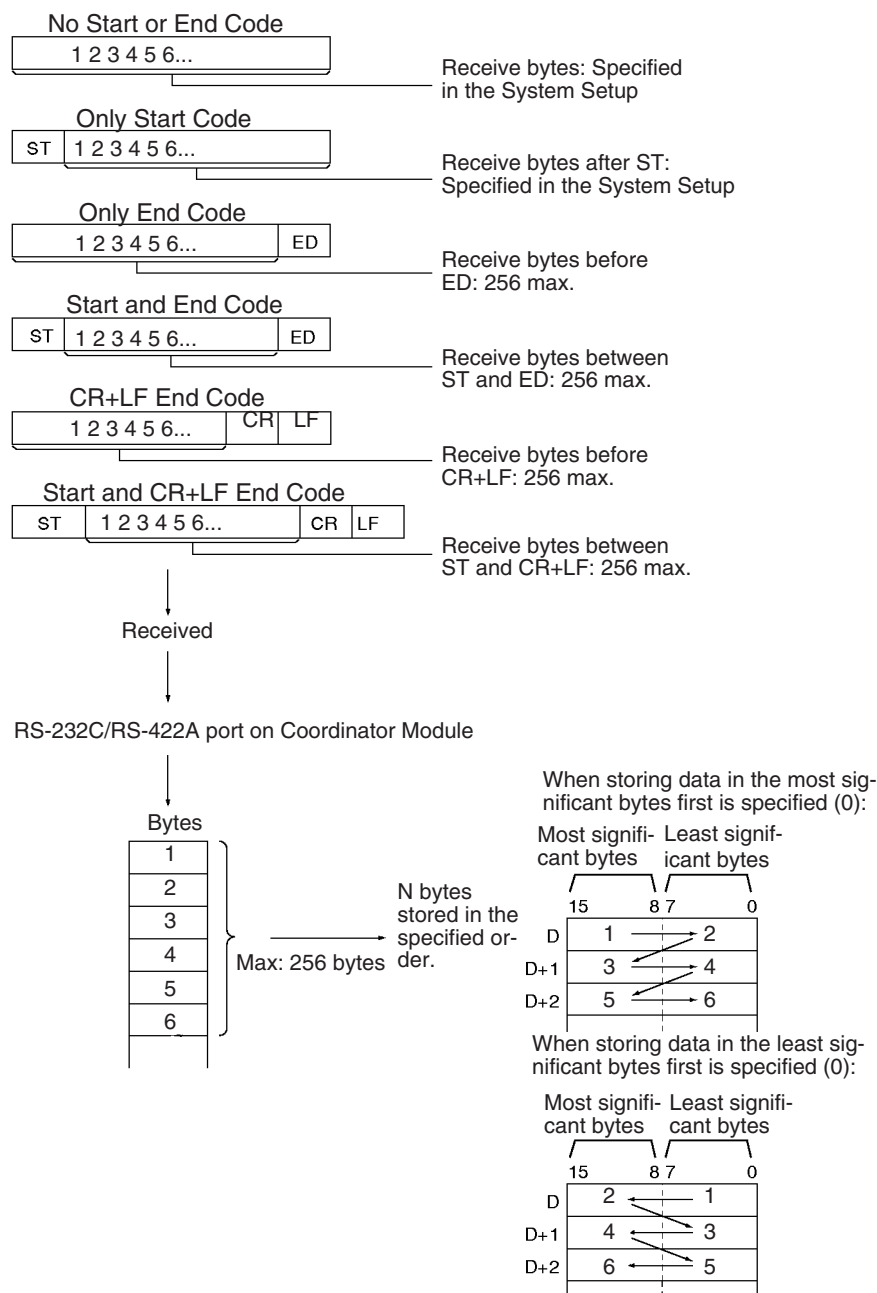 No Start or End Code
1 2 3 4 5 6...
Receive bytes: Specified
in the System Setup
Only Start Code
ST 1 2 3 4 5 6...
Receive bytes after ST:
Specified in the System Setup
Only End Code
1 2 3 4 5 6... ED
Receive bytes before
ED: 256 max.
Start and End Code
ST 1 2 3 4 5 6... ED
Receive bytes between
ST and ED: 256 max.
CR+LF End Code
1 2 3 4 5 6... CR LF
Receive bytes before
CR+LF: 256 max.
Start and CR+LF End Code
ST 1 2 3 4 5 6... CR LF
Receive bytes between
ST and CR+LF: 256 max.
Received
RS-232C/RS-422A port on Coordinator Module
Bytes
1
2
3
4
5
6
Max: 256 bytes
N bytes
stored in the
specified or-
der.
When storing data in the most sig-
nificant bytes first is specified (0):
Most signifi-
cant bytes
Least signif-
icant bytes
15 8 7 0
D 1 2
D+1 3 4
D+2 5 6
When storing data in the least sig-
nificant bytes first is specified (0):
Most signifi-
cant bytes
Least signifi-
cant bytes
15 8 7 0
D 2 1
D+1 4 3
D+2 6 5